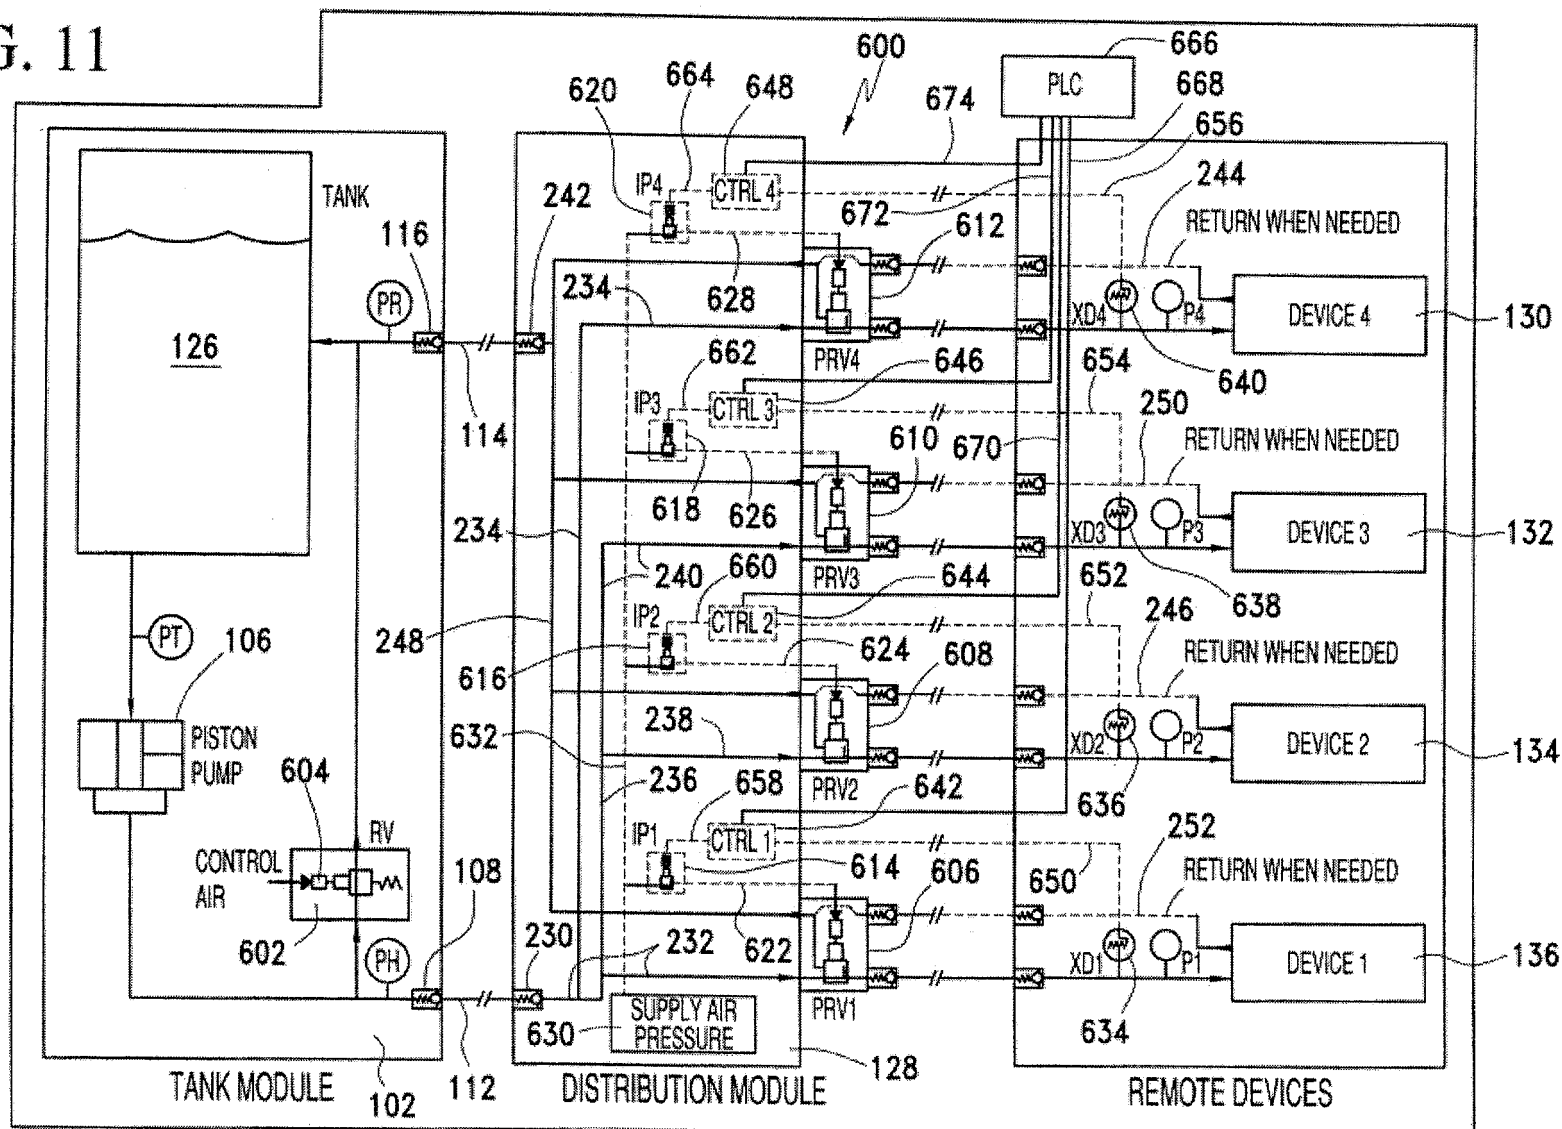 G. 11
600
666
PLC
668
620
664
648
674
656
IP4
CTRL 4
TANK
242
672
244
612
RETURN WHEN NEEDED
116
PR
234
628
126
XD4
P4
DEVICE 4
130
662
PRV4
646
654
640
IP3
CTRL 3
250
114
610
670
RETURN WHEN NEEDED
618
626
234
XD3
P3
DEVICE 3
132
240
660
PRV3
644
652
638
PT
106
248
IP2
CTRL 2
246
616
624
608
RETURN WHEN NEEDED
PISTON
PUMP
632
238
XD2
P2
DEVICE 2
134
604
236
658
PRV2
642
636
RV
IP1
CTRL 1
252
CONTROL
AIR
108
614
606
650
RETURN WHEN NEEDED
602
PH
230
232
622
XD1
P1
DEVICE 1
136
630
SUPPLY AIR
PRESSURE
PRV1
634
128
TANK MODULE
102
112
DISTRIBUTION MODULE
REMOTE DEVICES